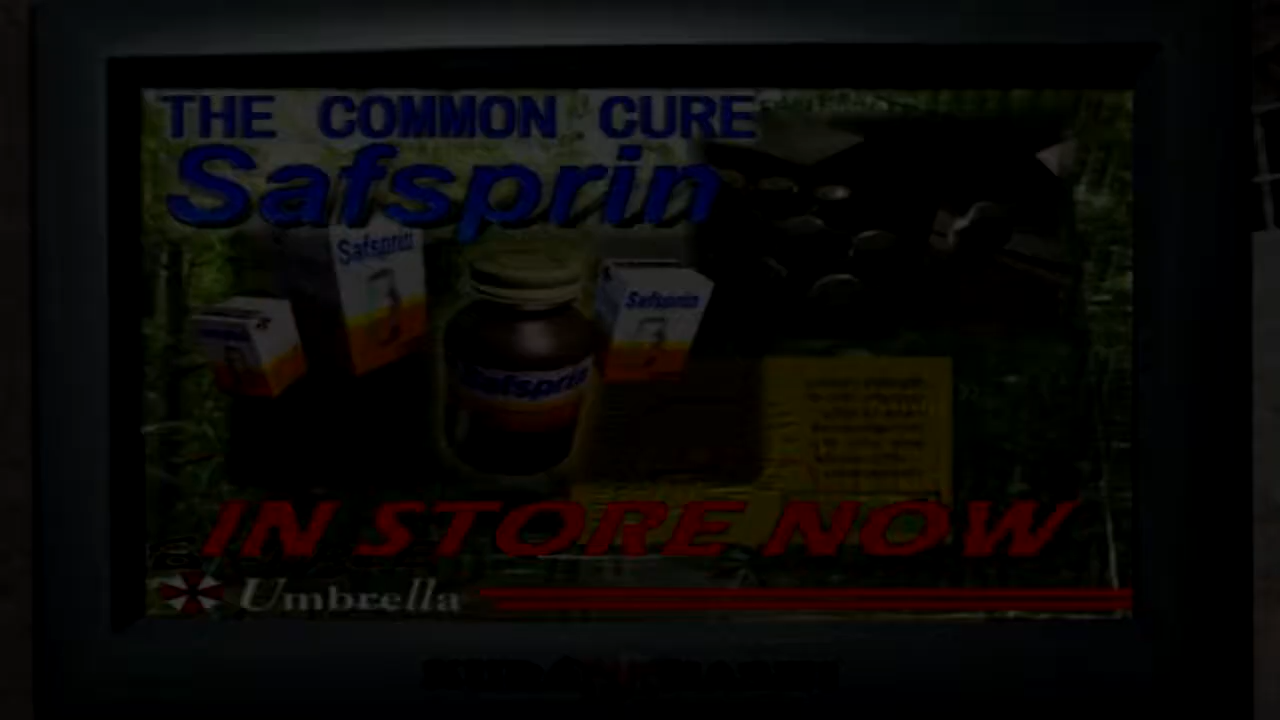 THE COMMON CURE
Safsprin
Safsprin
Safsprin
Safsprin
IN STORE NOW
Umbrella